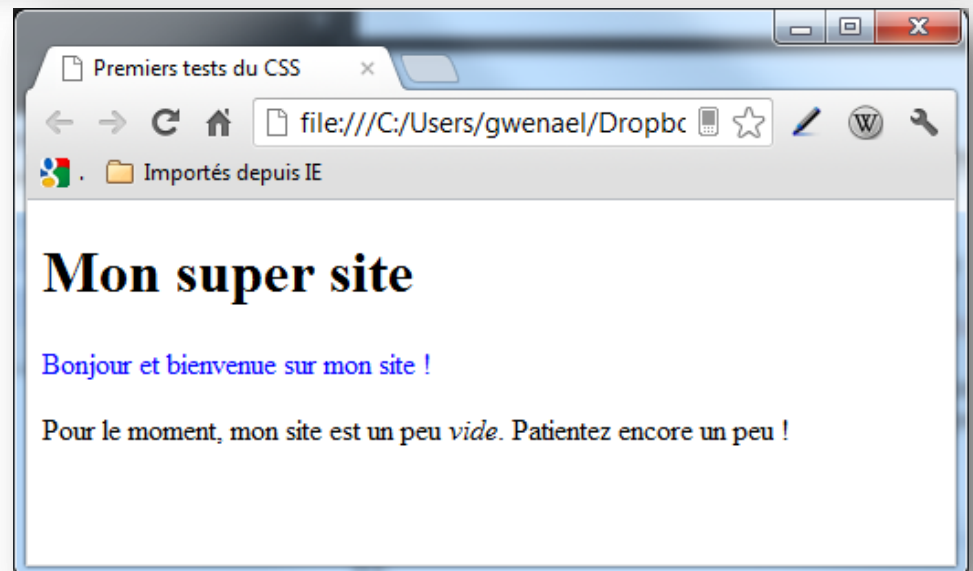 Premiers tests du CSS
file:///C:/Users/gwenael/Dropbc
W
. Importés depuis IE
Mon super site
Bonjour et bienvenue sur mon site !
Pour le moment, mon site est un peu vide. Patientez encore un peu !